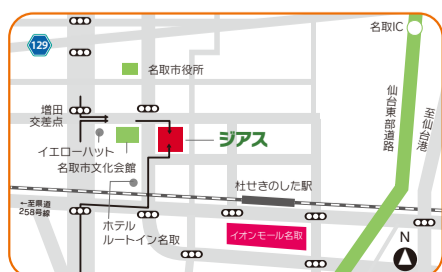 名取IC
129
名取市役所
増田
交差点
仙台東部道路
至仙台港
ジアス
イエローハット
名取市文化会館
杜せきのした駅
←至県道
258号線
ホテル
ルートイン名取
イオンモール名取
N